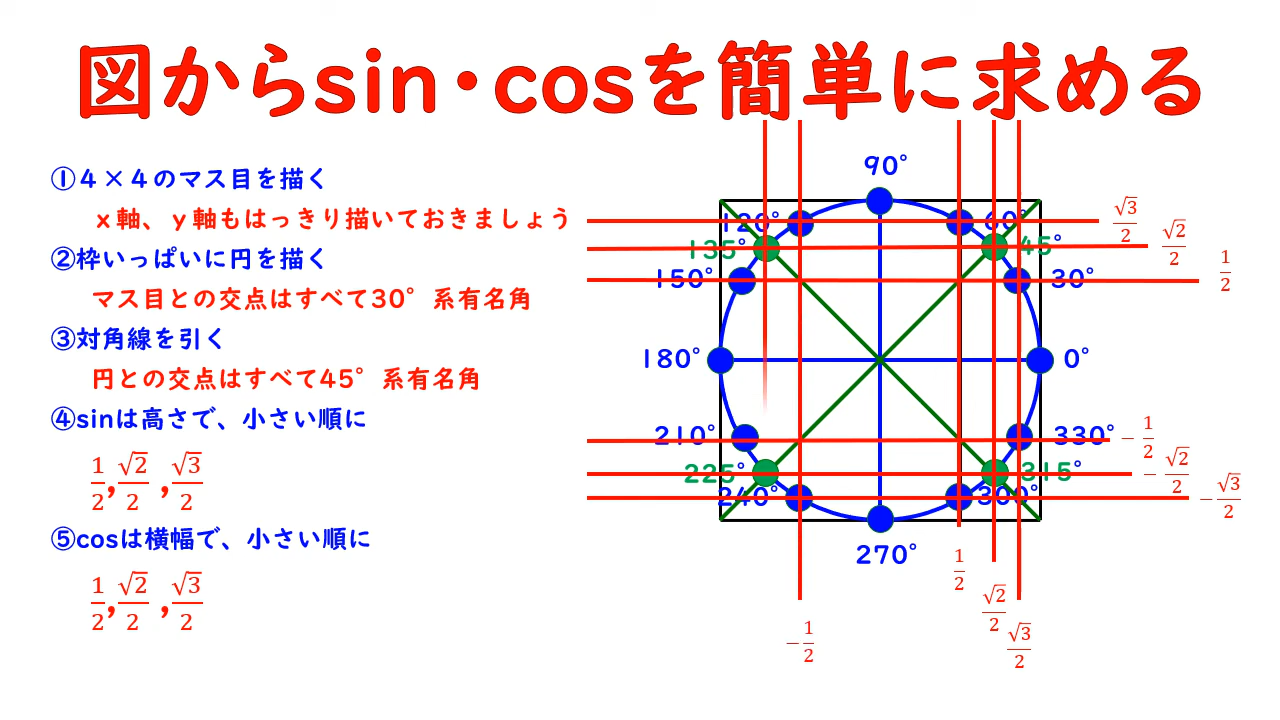 図からsin・cosを簡単に求める
①４×４のマス目を描く
ｘ軸、ｙ軸もはっきり描いておきましょう
②枠いっぱいに円を描く
マス目との交点はすべて30°系有名角
③対角線を引く
円との交点はすべて45°系有名角
④sinは高さで、小さい順に
1/2, √2/2, √3/2
⑤cosは横幅で、小さい順に
1/2, √2/2, √3/2
90°
120°
60°
135°
45°
150°
30°
180°
0°
210°
330°
225°
315°
240°
300°
270°
√3/2
√2/2
1/2
−1/2
−√2/2
−√3/2
1/2
√2/2
√3/2
−1/2